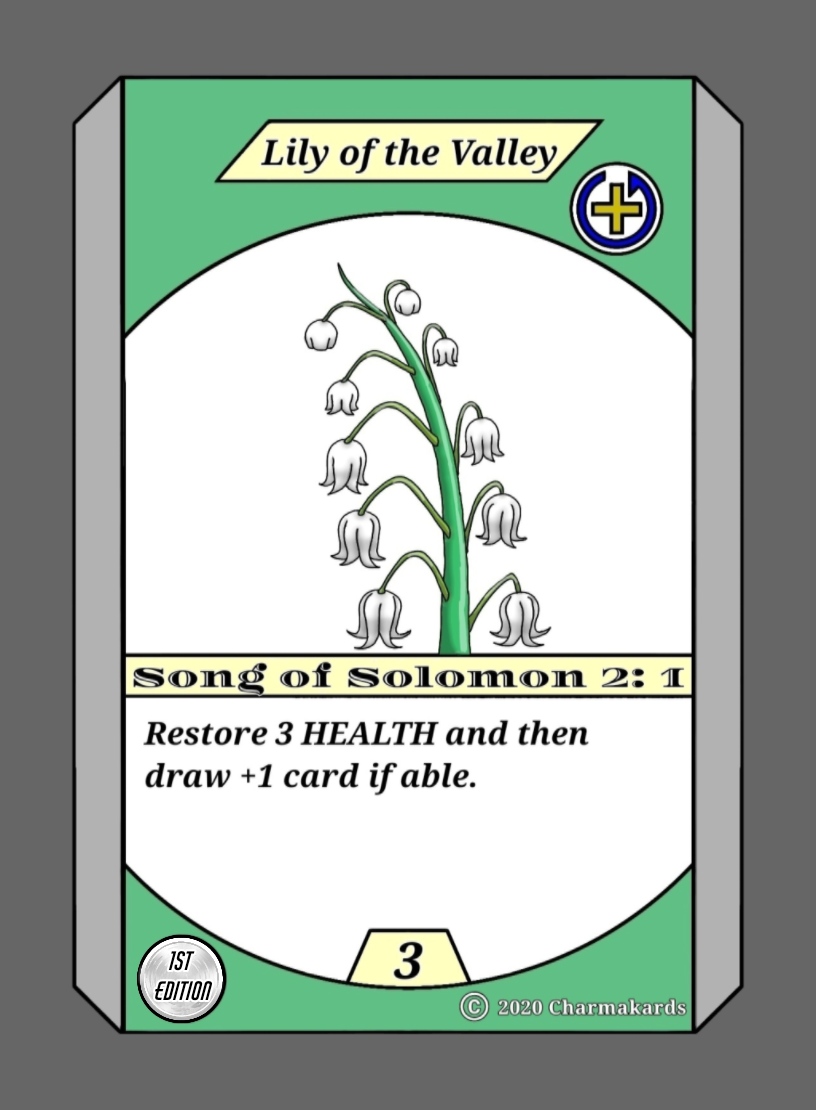 Lily of the Valley
Song of Solomon 2: 1
Restore 3 HEALTH and then
draw +1 card if able.
3
1ST
EDITION
© 2020 Charmakards